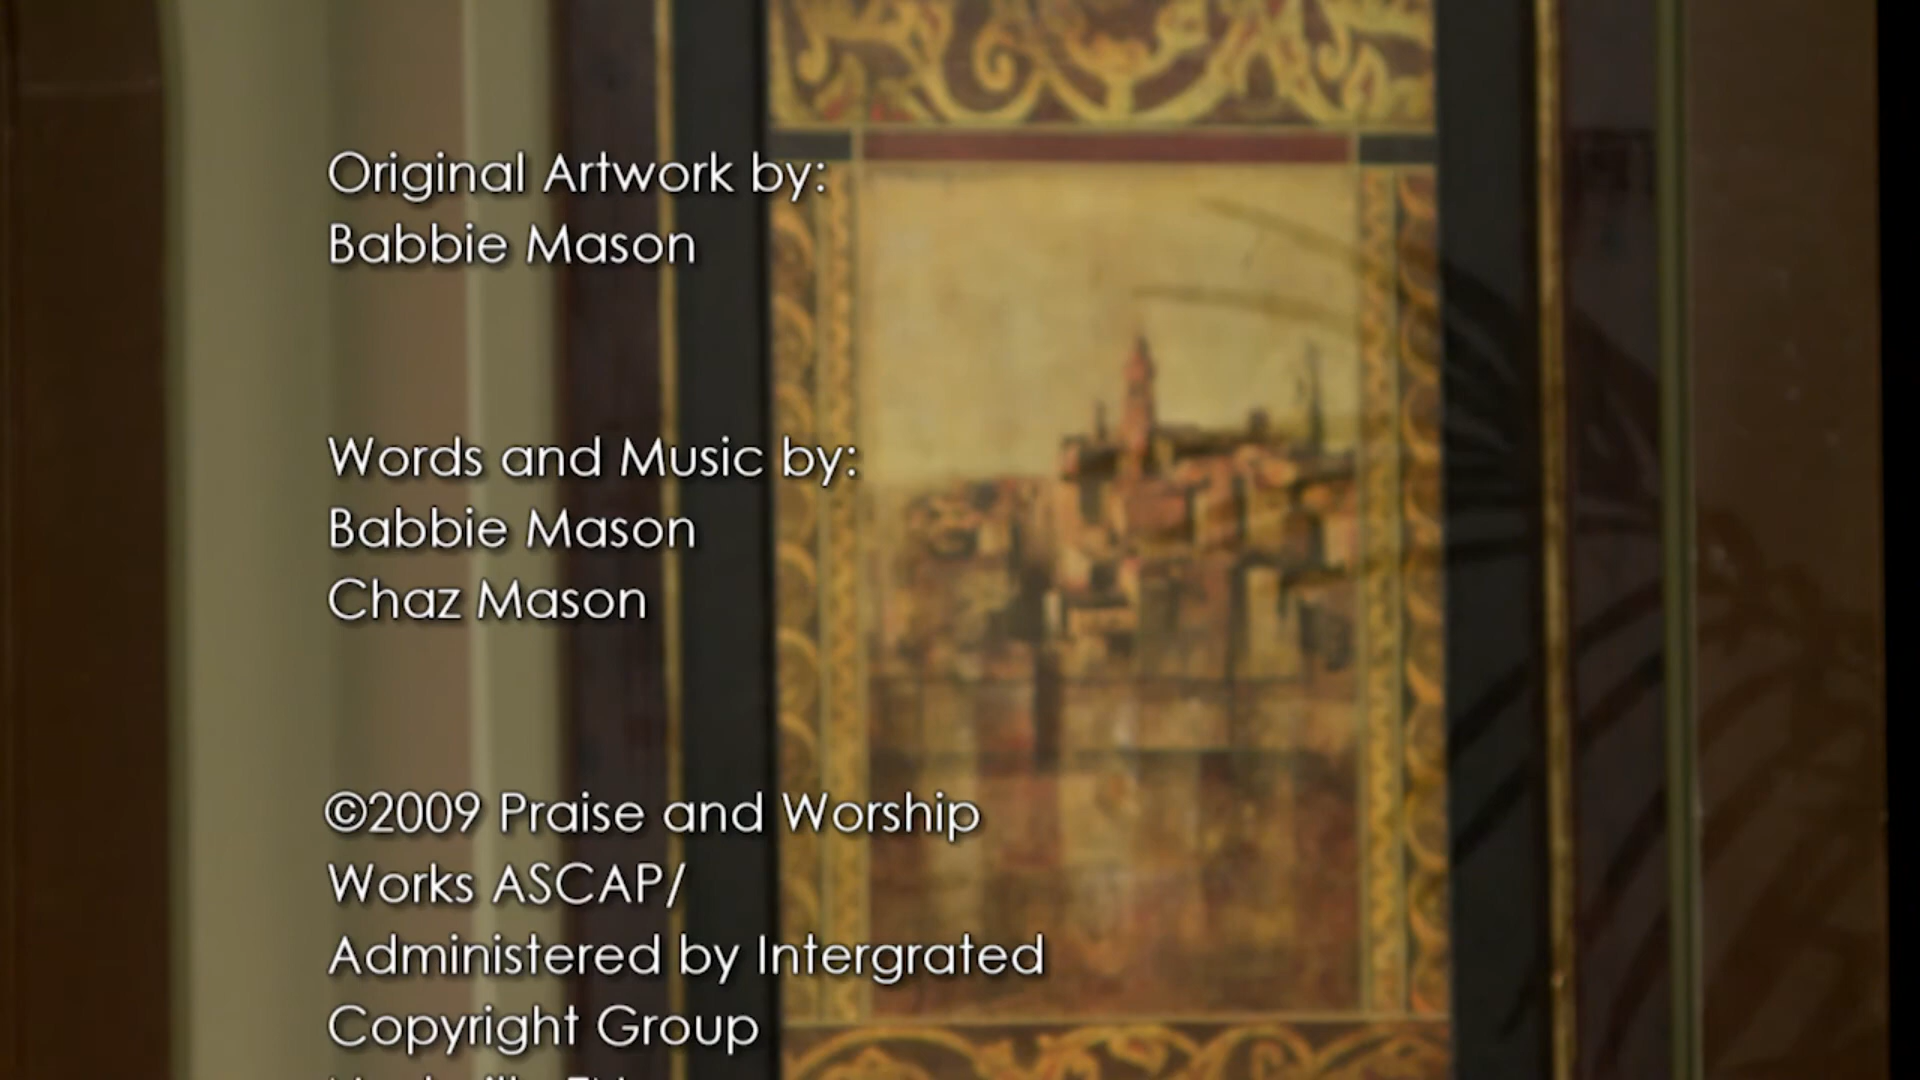 Original Artwork by:
Babbie Mason
Words and Music by:
Babbie Mason
Chaz Mason
©2009 Praise and Worship
Works ASCAP/
Administered by Intergrated
Copyright Group